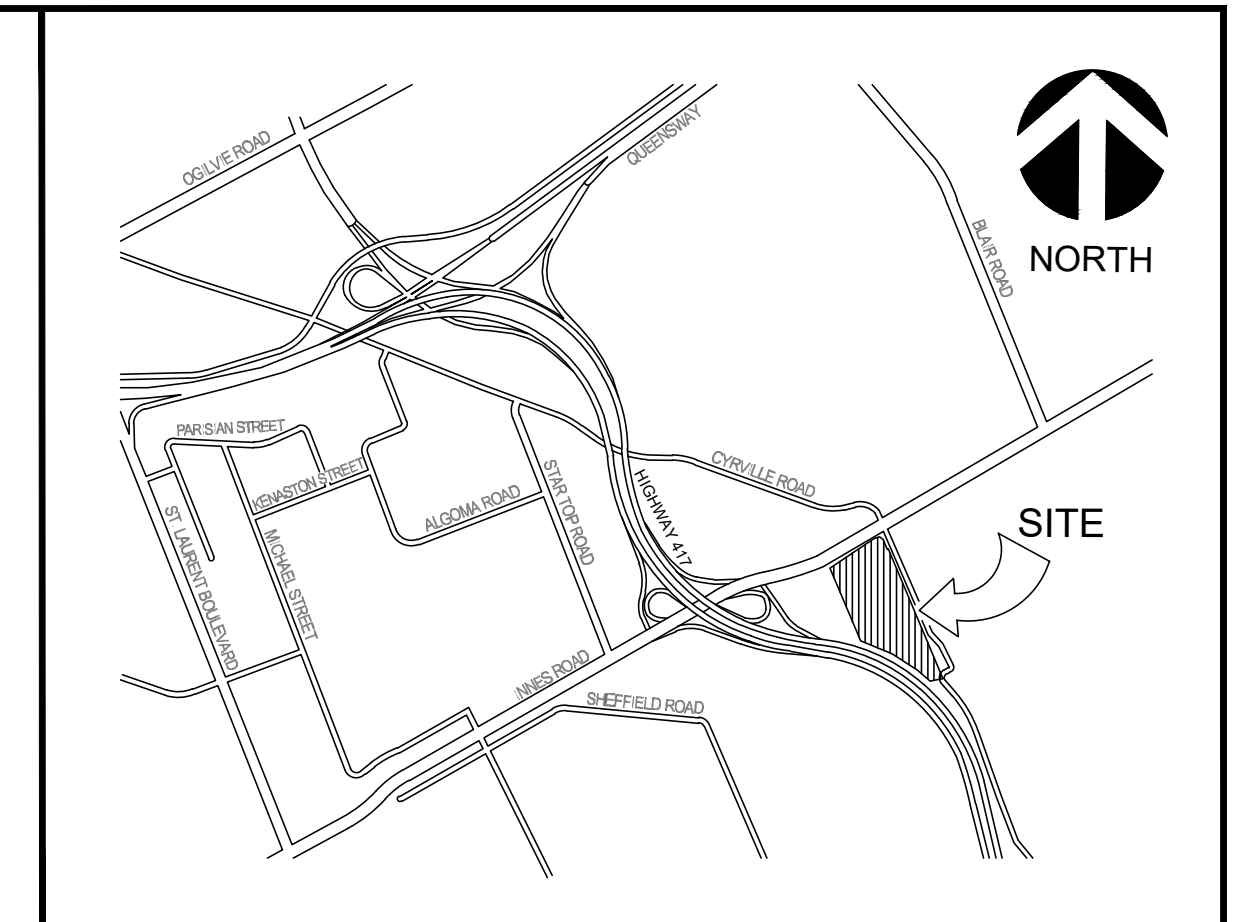 OGILVIE ROAD
QUEENSWAY
BLAIR ROAD
NORTH
PARISIAN STREET
KENASTON STREET
ALGOMA ROAD
STAR TOP ROAD
HIGHWAY 417
CYRVILLE ROAD
SITE
ST. LAURENT BOULEVARD
MICHAEL STREET
INNES ROAD
SHEFFIELD ROAD